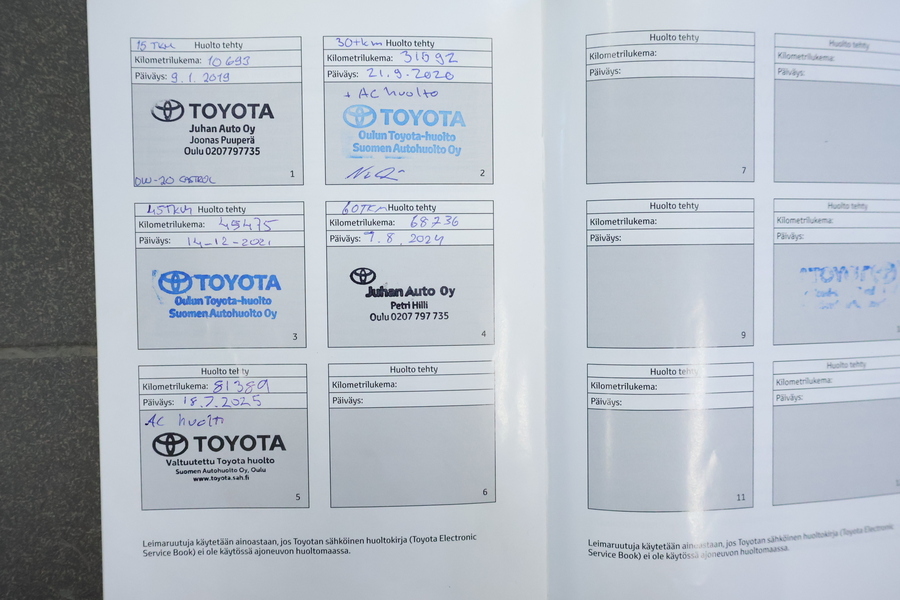 15 TKM Huolto tehty
Kilometrilukema: 10 693
Päiväys: 9.1.2019
TOYOTA
Juhan Auto Oy
Joonas Puuperä
Oulu 0207797735
0W-20 CASTROL
1
30tkm Huolto tehty
Kilometrilukema: 31592
Päiväys: 21.9.2020
+ AC huolto
TOYOTA
Oulun Toyota-huolto
Suomen Autohuolto Oy
2
45TKM Huolto tehty
Kilometrilukema: 49475
Päiväys: 14-12-2021
TOYOTA
Oulun Toyota-huolto
Suomen Autohuolto Oy
3
60TKM Huolto tehty
Kilometrilukema: 68236
Päiväys: 7.8.2024
Juhan Auto Oy
Petri Hilli
Oulu 0207 797 735
4
Huolto tehty
Kilometrilukema: 81389
Päiväys: 18.7.2025
AC huolti
TOYOTA
Valtuutettu Toyota huolto
Suomen Autohuolto Oy, Oulu
www.toyota.sah.fi
5
Huolto tehty
Kilometrilukema:
Päiväys:
6
Leimaruutuja käytetään ainoastaan, jos Toyotan sähköinen huoltokirja (Toyota Electronic
Service Book) ei ole käytössä ajoneuvon huoltomaassa.
Huolto tehty
Kilometrilukema:
Päiväys:
7
Huolto tehty
Kilometrilukema:
Päiväys:
Huolto tehty
Kilometrilukema:
Päiväys:
9
Huolto tehty
Kilometrilukema:
Päiväys:
Huolto tehty
Kilometrilukema:
Päiväys:
11
Huolto tehty
Kilometrilukema:
Päiväys:
Leimaruutuja käytetään ainoastaan, jos Toyotan sähköinen huoltokirja (Toyota Electronic
Service Book) ei ole käytössä ajoneuvon huoltomaassa.